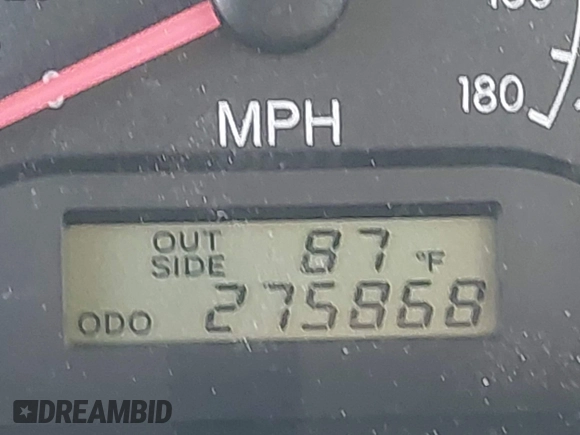 180
MPH
OUT SIDE 87 °F
ODO 275868
DREAMBID